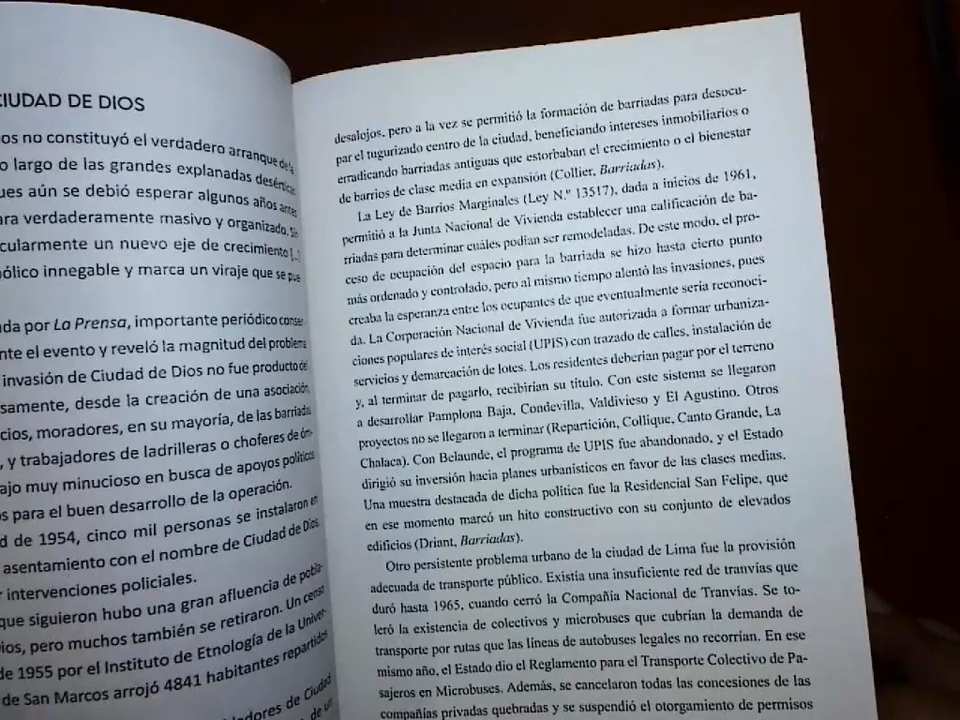 CIUDAD DE DIOS
ios no constituyó el verdadero arranque de la
o largo de las grandes explanadas desérticas
ues aún se debió esperar algunos años antes
ara verdaderamente masivo y organizado. Sin
cularmente un nuevo eje de crecimiento [...]
bólico innegable y marca un viraje que se pue
ada por La Prensa, importante periódico conser
nte el evento y reveló la magnitud del problema
invasión de Ciudad de Dios no fue producto del
samente, desde la creación de una asociación
cios, moradores, en su mayoría, de las barriadas
, y trabajadores de ladrilleras o choferes de óm-
ajo muy minucioso en busca de apoyos políticos
s para el buen desarrollo de la operación.
d de 1954, cinco mil personas se instalaron en
asentamiento con el nombre de Ciudad de Dios
r intervenciones policiales.
que siguieron hubo una gran afluencia de pobla-
Dios, pero muchos también se retiraron. Un censo
de 1955 por el Instituto de Etnología de la Univer-
de San Marcos arrojó 4841 habitantes repartidos
dores de Ciudad
de un
desalojos, pero a la vez se permitió la formación de barriadas para desocu-
par el tugurizado centro de la ciudad, beneficiando intereses inmobiliarios o
erradicando barriadas antiguas que estorbaban el crecimiento o el bienestar
de barrios de clase media en expansión (Collier, Barriadas).
La Ley de Barrios Marginales (Ley N.º 13517), dada a inicios de 1961,
permitió a la Junta Nacional de Vivienda establecer una calificación de ba-
rriadas para determinar cuáles podían ser remodeladas. De este modo, el pro-
ceso de ocupación del espacio para la barriada se hizo hasta cierto punto
más ordenado y controlado, pero al mismo tiempo alentó las invasiones, pues
creaba la esperanza entre los ocupantes de que eventualmente sería reconoci-
da. La Corporación Nacional de Vivienda fue autorizada a formar urbaniza-
ciones populares de interés social (UPIS) con trazado de calles, instalación de
servicios y demarcación de lotes. Los residentes deberían pagar por el terreno
y, al terminar de pagarlo, recibirían su título. Con este sistema se llegaron
a desarrollar Pamplona Baja, Condevilla, Valdivieso y El Agustino. Otros
proyectos no se llegaron a terminar (Repartición, Collique, Canto Grande, La
Chalaca). Con Belaunde, el programa de UPIS fue abandonado, y el Estado
dirigió su inversión hacia planes urbanísticos en favor de las clases medias.
Una muestra destacada de dicha política fue la Residencial San Felipe, que
en ese momento marcó un hito constructivo con su conjunto de elevados
edificios (Driant, Barriadas).
Otro persistente problema urbano de la ciudad de Lima fue la provisión
adecuada de transporte público. Existía una insuficiente red de tranvías que
duró hasta 1965, cuando cerró la Compañía Nacional de Tranvías. Se to-
leró la existencia de colectivos y microbuses que cubrían la demanda de
transporte por rutas que las líneas de autobuses legales no recorrían. En ese
mismo año, el Estado dio el Reglamento para el Transporte Colectivo de Pa-
sajeros en Microbuses. Además, se cancelaron todas las concesiones de las
compañías privadas quebradas y se suspendió el otorgamiento de permisos